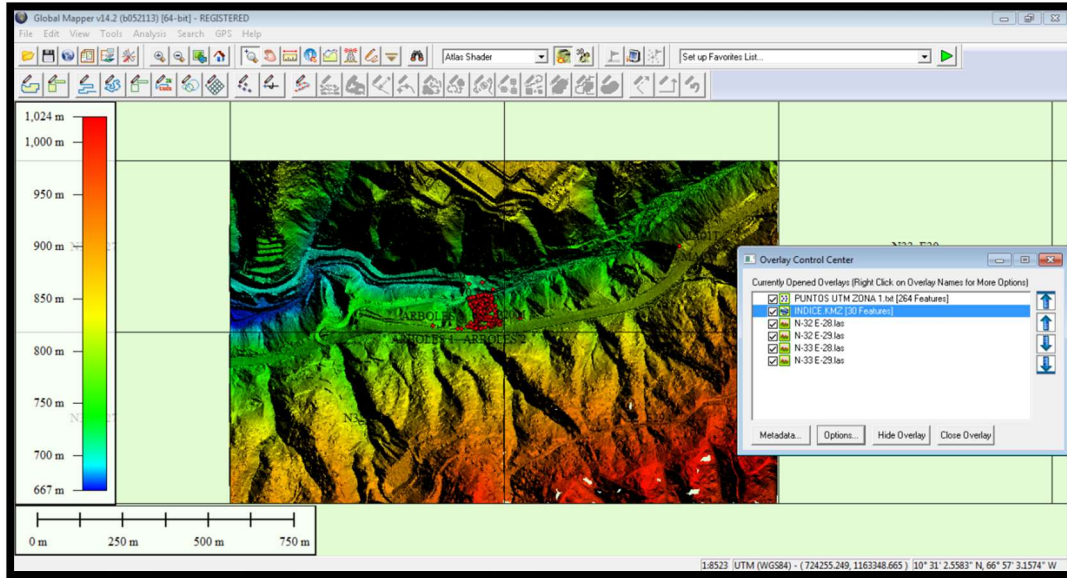 Global Mapper v14.2 (b052113) [64-bit] - REGISTERED
File Edit View Tools Analysis Search GPS Help
Atlas Shader
Set up Favorites List...
1,024 m
1,000 m
950 m
900 m
850 m
800 m
750 m
700 m
667 m
ARBOLES
ARBOLES 1 ARBOLES
Overlay Control Center
Currently Opened Overlays (Right Click on Overlay Names for More Options)
PUNTOS UTM ZONA 1.txt [264 Features]
INDICE.KMZ [30 Features]
N-32 E-28.las
N-32 E-29.las
N-33 E-28.las
N-33 E-29.las
Metadata... Options... Hide Overlay Close Overlay
0 m 250 m 500 m 750 m
1:8523 UTM (WGS84) - ( 724255.249, 1163348.665 ) 10° 31' 2.5583" N, 66° 57' 3.1574" W